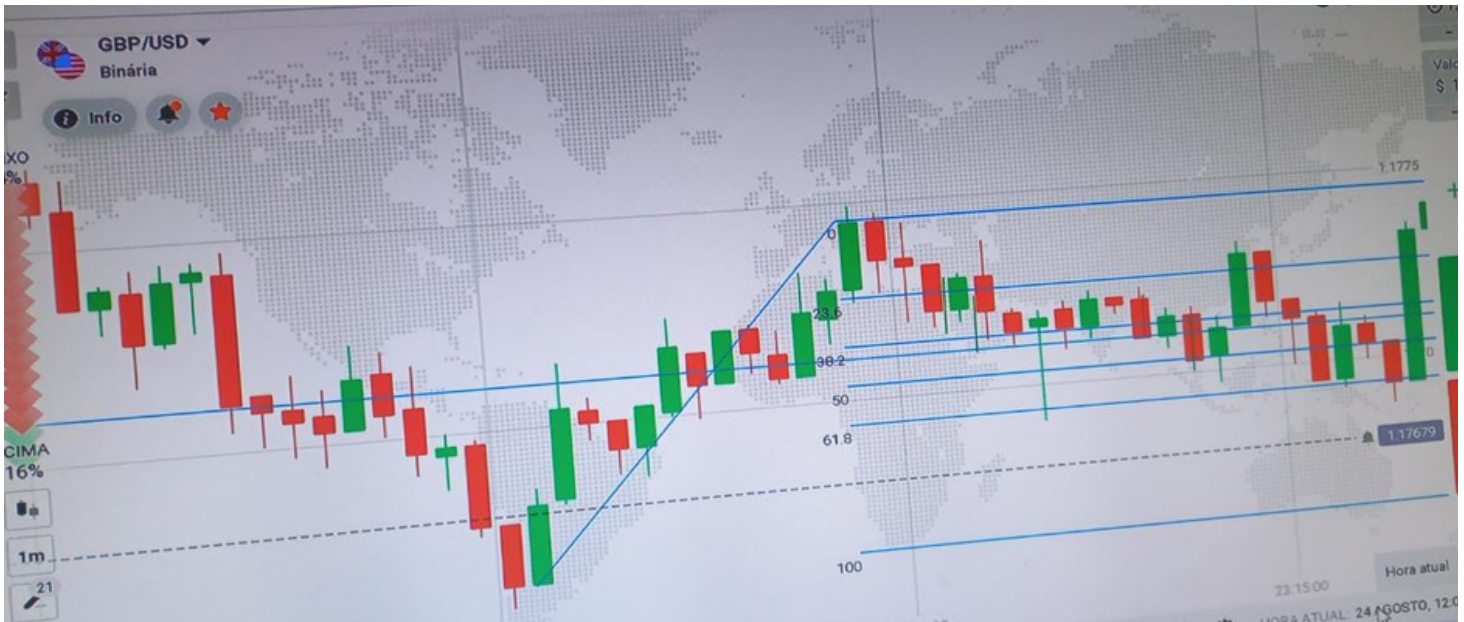 GBP/USD
Binária
Info
1.1775
0
23.6
38.2
50
61.8
1.17679
CIMA
16%
1m
21
100
Hora atual
23:15:00
HORA ATUAL: 24 AGOSTO, 12:0